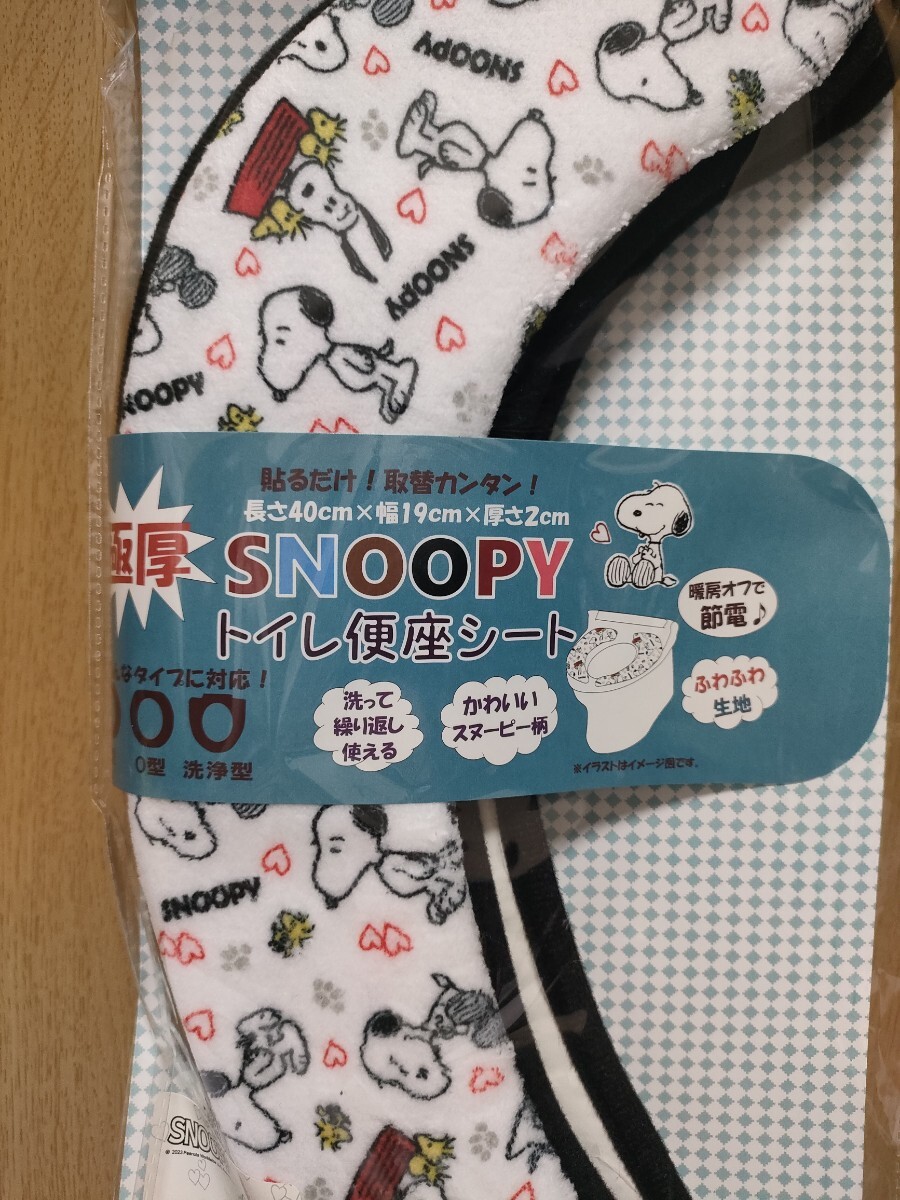 SNOOPY
SNOOPY
SNOOPY
貼るだけ！取替カンタン！
長さ40cm×幅19cm×厚さ2cm
極厚
SNOOPY
トイレ便座シート
暖房オフで
節電♪
なタイプに対応！
O型 洗浄型
洗って
繰り返し
使える
かわいい
スヌーピー柄
ふわふわ
生地
※イラストはイメージ図です。
SNOOPY
SNOO